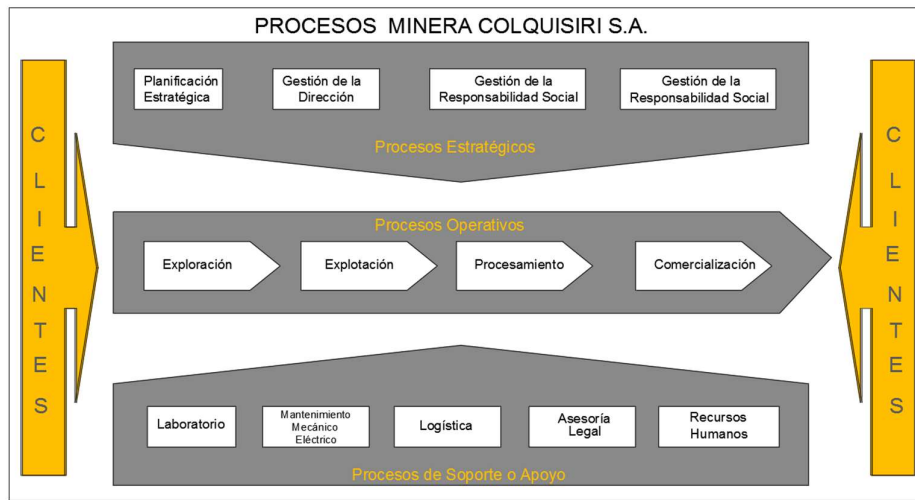 PROCESOS MINERA COLQUISIRI S.A.
CLIENTES
Planificación
Estratégica
Gestión de la
Dirección
Gestión de la
Responsabilidad Social
Gestión de la
Responsabilidad Social
Procesos Estratégicos
Procesos Operativos
Exploración
Explotación
Procesamiento
Comercialización
Laboratorio
Mantenimiento
Mecánico
Eléctrico
Logística
Asesoría
Legal
Recursos
Humanos
Procesos de Soporte o Apoyo
CLIENTES